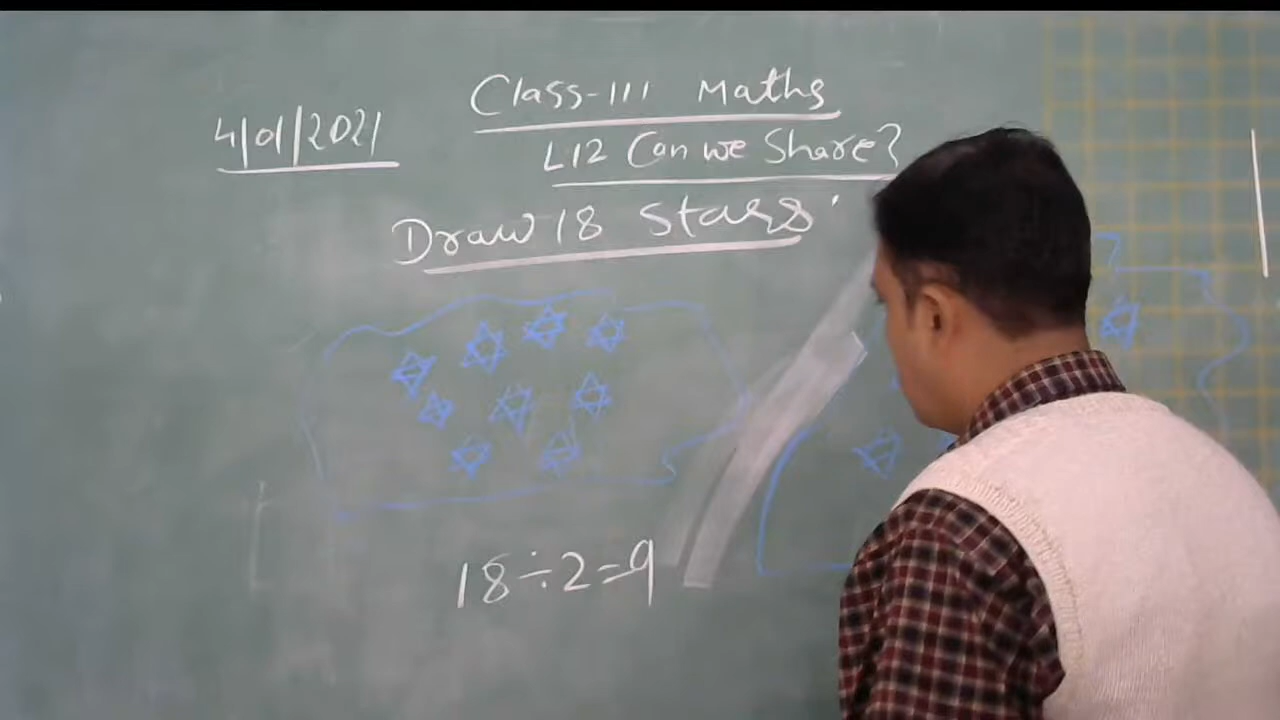 Class-III Maths
4/01/2021
L12 Can we Share?
Draw 18 Stars
18÷2=9